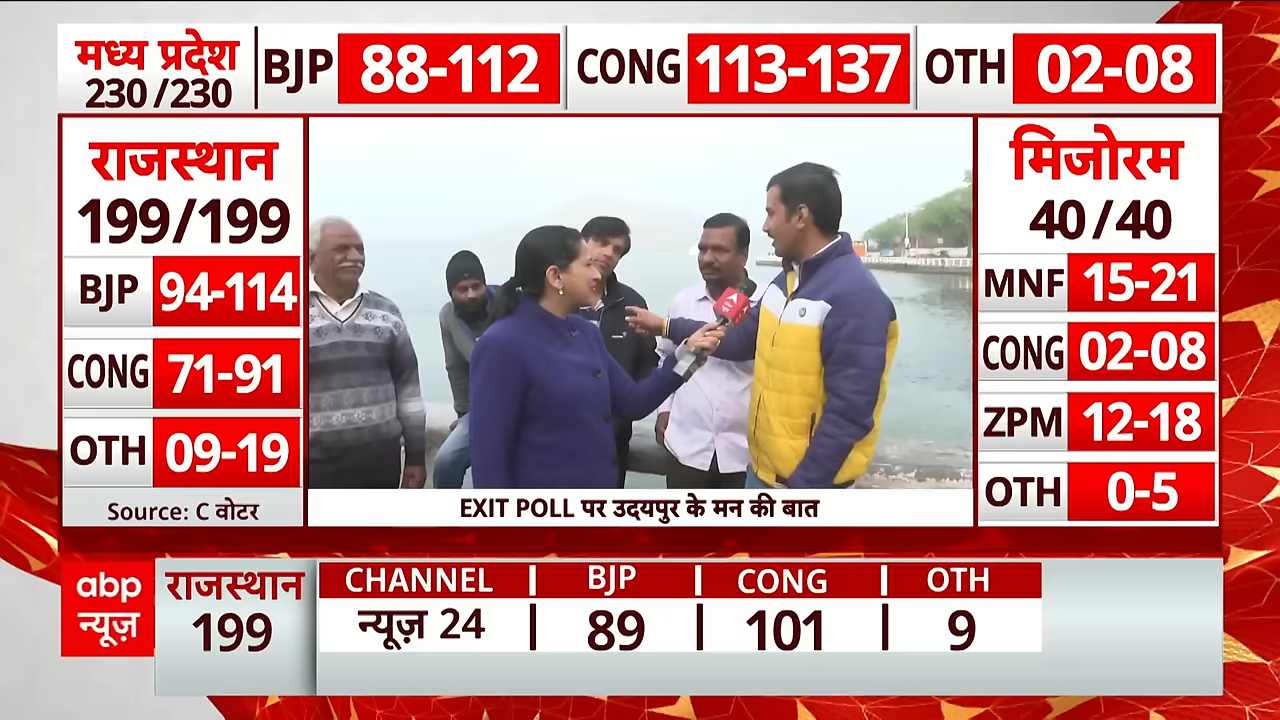 मध्य प्रदेश
230/230
BJP 88-112 CONG 113-137 OTH 02-08
राजस्थान
199/199
BJP 94-114
CONG 71-91
OTH 09-19
Source: C वोटर
मिजोरम
40/40
MNF 15-21
CONG 02-08
ZPM 12-18
OTH 0-5
EXIT POLL पर उदयपुर के मन की बात
abp
न्यूज़
राजस्थान
199
CHANNEL BJP CONG OTH
न्यूज़ 24 89 101 9